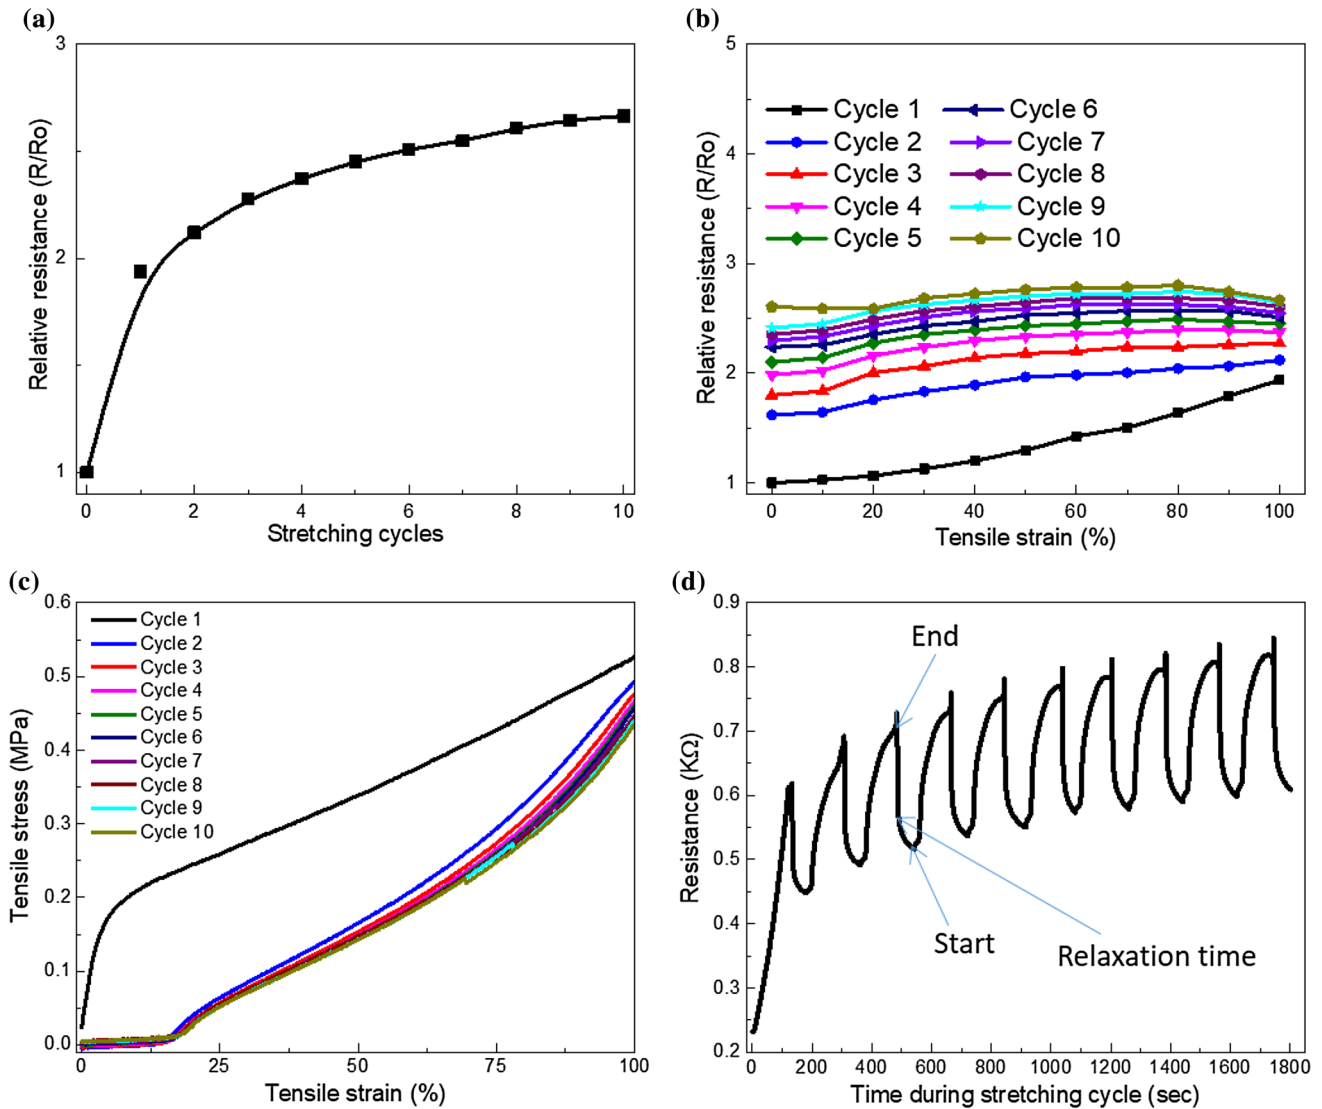 (a)
3
2
1
0
2
4
6
8
10
Relative resistance (R/Ro)
Stretching cycles
(b)
5
4
3
2
1
0
20
40
60
80
100
Relative resistance (R/Ro)
Tensile strain (%)
Cycle 1
Cycle 2
Cycle 3
Cycle 4
Cycle 5
Cycle 6
Cycle 7
Cycle 8
Cycle 9
Cycle 10
(c)
0.6
0.5
0.4
0.3
0.2
0.1
0.0
0
25
50
75
100
Tensile stress (MPa)
Tensile strain (%)
Cycle 1
Cycle 2
Cycle 3
Cycle 4
Cycle 5
Cycle 6
Cycle 7
Cycle 8
Cycle 9
Cycle 10
(d)
0.9
0.8
0.7
0.6
0.5
0.4
0.3
0.2
0
200
400
600
800
1000
1200
1400
1600
1800
Resistance (KΩ)
Time during stretching cycle (sec)
End
Start
Relaxation time